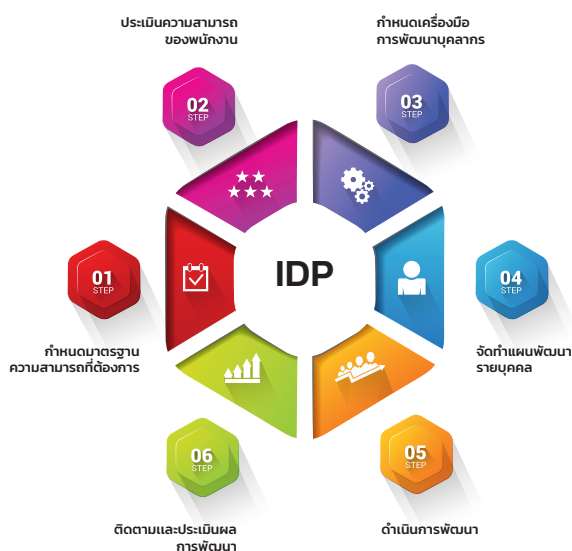 ประเมินความสามารถ
ของพนักงาน
กำหนดเครื่องมือ
การพัฒนาบุคลากร
02
STEP
03
STEP
IDP
01
STEP
04
STEP
กำหนดมาตรฐาน
ความสามารถที่ต้องการ
จัดทำแผนพัฒนา
รายบุคคล
06
STEP
05
STEP
ติดตามและประเมินผล
การพัฒนา
ดำเนินการพัฒนา